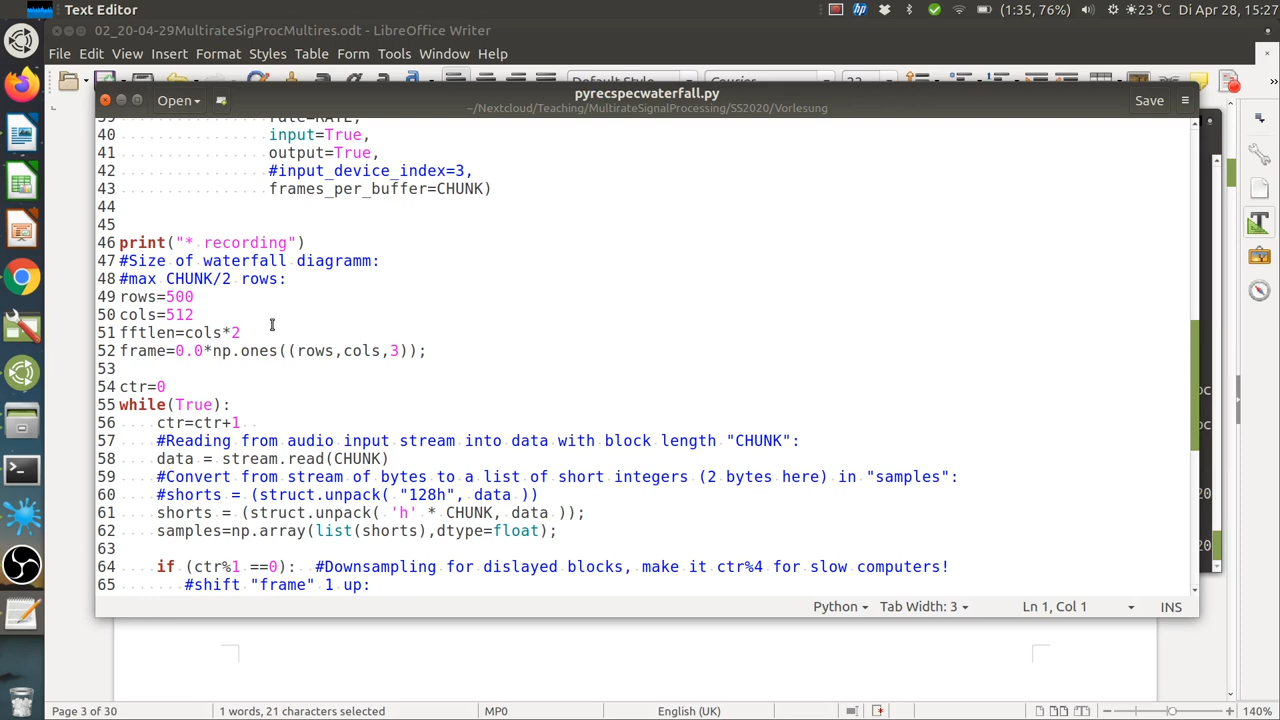 Text Editor
(1:35, 76%)
23 °C
Di Apr 28, 15:27
02_20-04-29MultirateSigProcMultires.odt - LibreOffice Writer
File Edit View Insert Format Styles Table Form Tools Window Help
Open
pyrecspecwaterfall.py
~/Nextcloud/Teaching/MultirateSignalProcessing/SS2020/Vorlesung
Save
39 rate=RATE,
40 input=True,
41 output=True,
42 #input_device_index=3,
43 frames_per_buffer=CHUNK)
44
45
46 print("* recording")
47 #Size of waterfall diagramm:
48 #max CHUNK/2 rows:
49 rows=500
50 cols=512
51 fftlen=cols*2
52 frame=0.0*np.ones((rows,cols,3));
53
54 ctr=0
55 while(True):
56 ctr=ctr+1
57 #Reading from audio input stream into data with block length "CHUNK":
58 data = stream.read(CHUNK)
59 #Convert from stream of bytes to a list of short integers (2 bytes here) in "samples":
60 #shorts = (struct.unpack( "128h", data ))
61 shorts = (struct.unpack( 'h' * CHUNK, data ));
62 samples=np.array(list(shorts),dtype=float);
63
64 if (ctr%1 ==0): #Downsampling for dislayed blocks, make it ctr%4 for slow computers!
65 #shift "frame" 1 up:
Python Tab Width: 3 Ln 1, Col 1 INS
Page 3 of 30 1 words, 21 characters selected MP0 English (UK) 140%